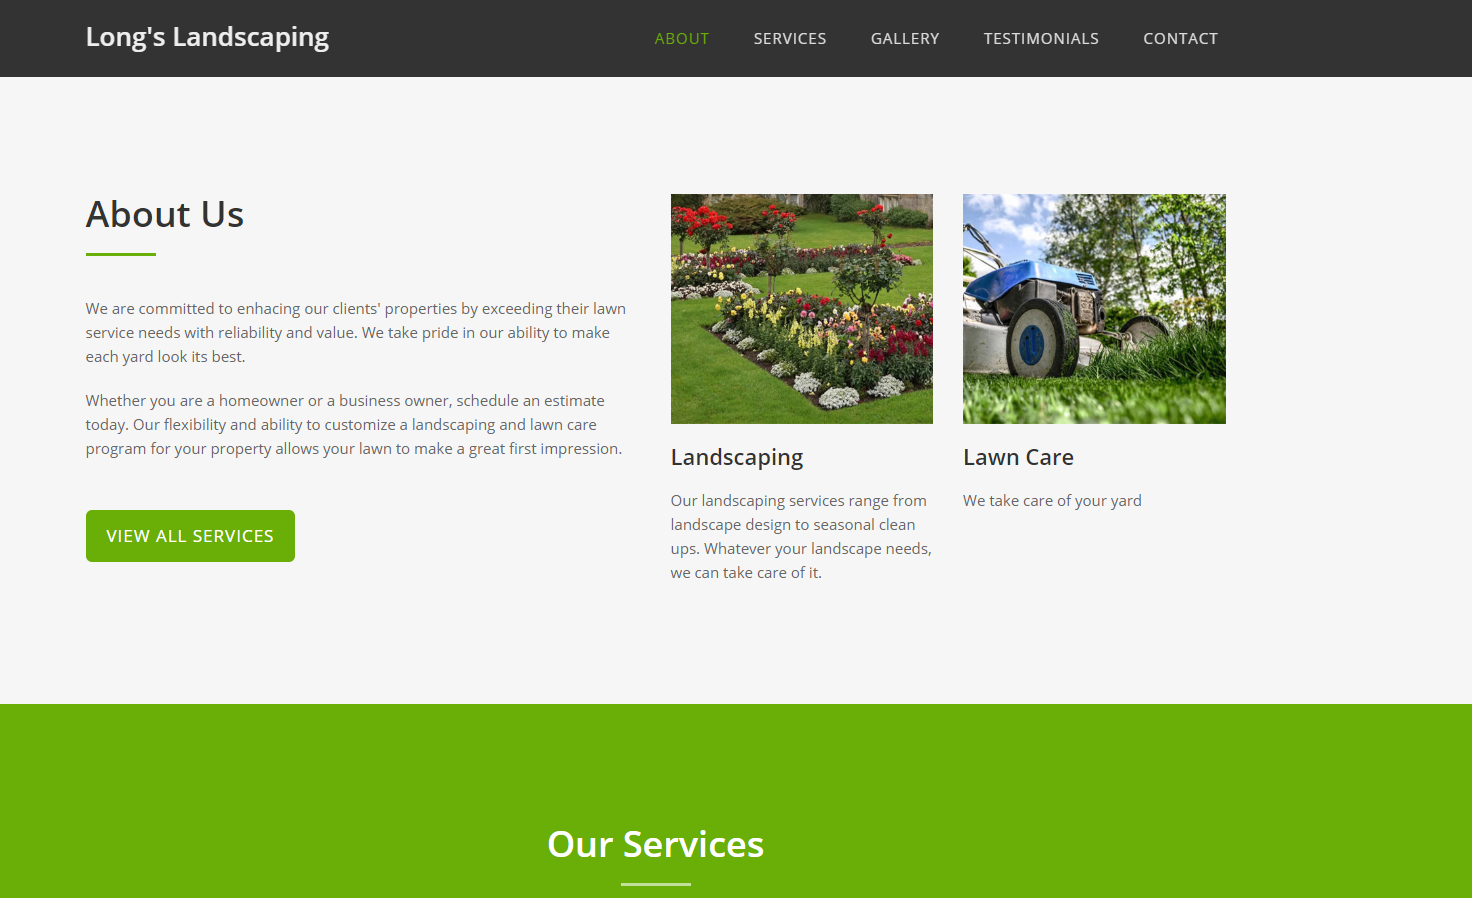 Long's Landscaping
ABOUT SERVICES GALLERY TESTIMONIALS CONTACT
About Us
We are committed to enhacing our clients' properties by exceeding their lawn
service needs with reliability and value. We take pride in our ability to make
each yard look its best.
Whether you are a homeowner or a business owner, schedule an estimate
today. Our flexibility and ability to customize a landscaping and lawn care
program for your property allows your lawn to make a great first impression.
VIEW ALL SERVICES
Landscaping
Our landscaping services range from
landscape design to seasonal clean
ups. Whatever your landscape needs,
we can take care of it.
Lawn Care
We take care of your yard
Our Services